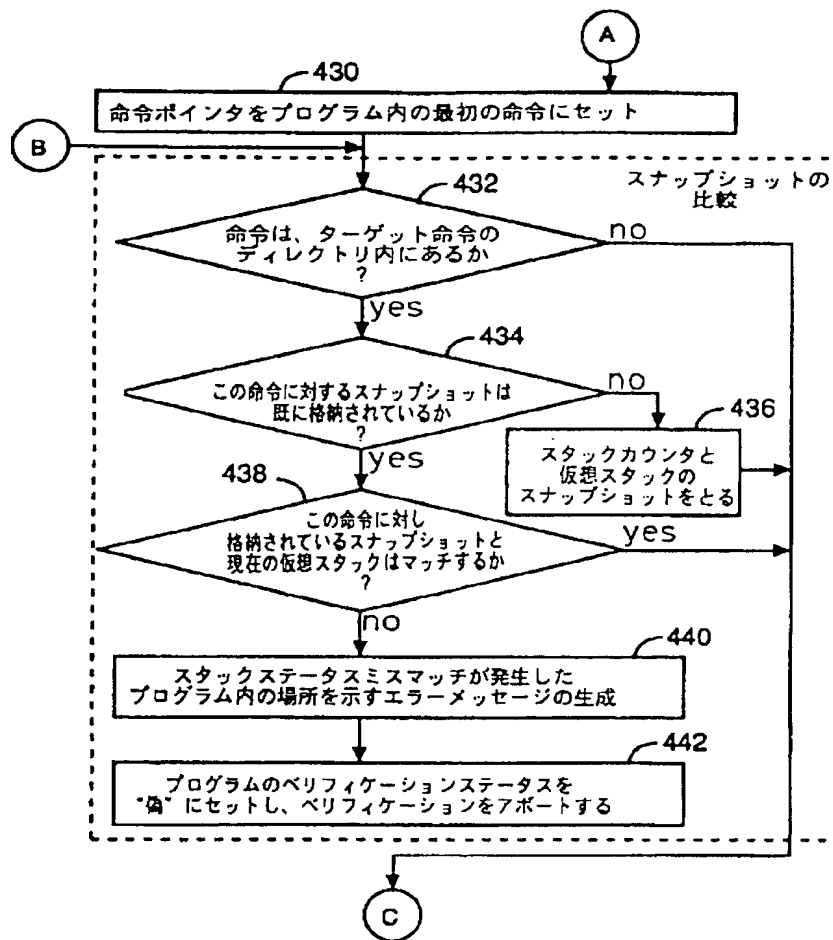 A
430
命令ポインタをプログラム内の最初の命令にセット
B
スナップショットの
比較
432
命令は、ターゲット命令の
ディレクトリ内にあるか
?
no
yes
434
この命令に対するスナップショットは
既に格納されているか
?
no
436
スタックカウンタと
仮想スタックの
スナップショットをとる
yes
438
この命令に対し
格納されているスナップショットと
現在の仮想スタックはマッチするか
?
yes
no
440
スタックステータスミスマッチが発生した
プログラム内の場所を示すエラーメッセージの生成
442
プログラムのベリフィケーションステータスを
"偽" にセットし、ベリフィケーションをアボートする
C